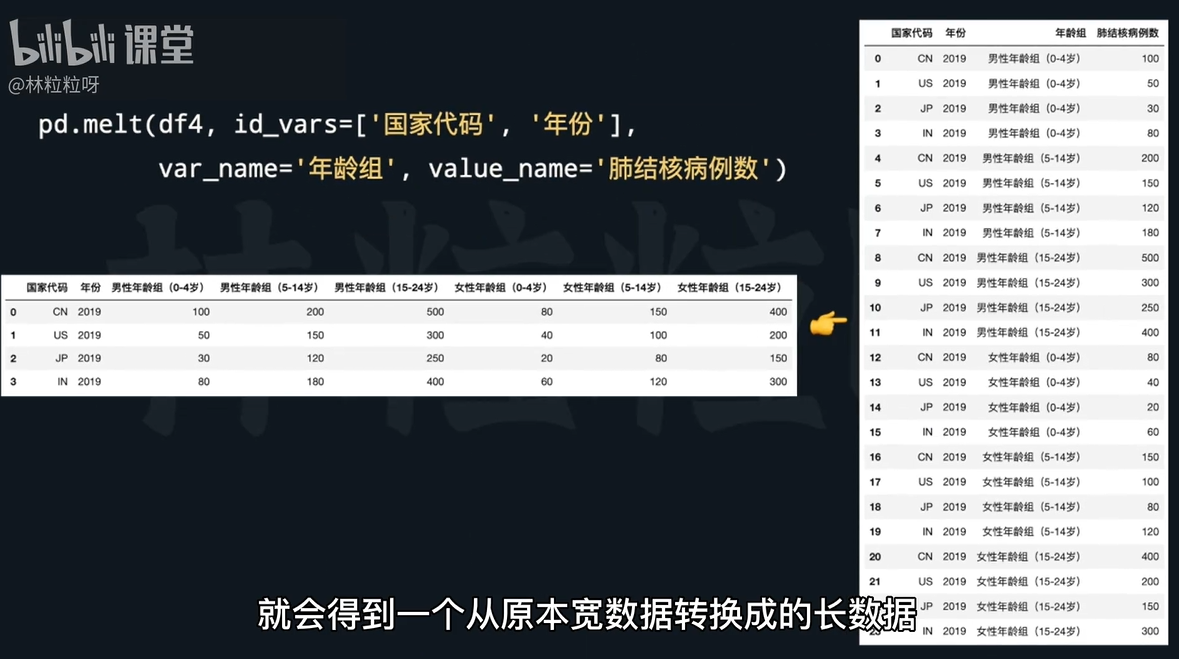 bilibili 课堂
@林粒粒呀
pd.melt(df4, id_vars=['国家代码', '年份'],
var_name='年龄组', value_name='肺结核病例数')
国家代码 年份 男性年龄组（0-4岁） 男性年龄组（5-14岁） 男性年龄组（15-24岁） 女性年龄组（0-4岁） 女性年龄组（5-14岁） 女性年龄组（15-24岁）
0 CN 2019 100 200 500 80 150 400
1 US 2019 50 150 300 40 100 200
2 JP 2019 30 120 250 20 80 150
3 IN 2019 80 180 400 60 120 300
国家代码 年份 年龄组 肺结核病例数
0 CN 2019 男性年龄组（0-4岁） 100
1 US 2019 男性年龄组（0-4岁） 50
2 JP 2019 男性年龄组（0-4岁） 30
3 IN 2019 男性年龄组（0-4岁） 80
4 CN 2019 男性年龄组（5-14岁） 200
5 US 2019 男性年龄组（5-14岁） 150
6 JP 2019 男性年龄组（5-14岁） 120
7 IN 2019 男性年龄组（5-14岁） 180
8 CN 2019 男性年龄组（15-24岁） 500
9 US 2019 男性年龄组（15-24岁） 300
10 JP 2019 男性年龄组（15-24岁） 250
11 IN 2019 男性年龄组（15-24岁） 400
12 CN 2019 女性年龄组（0-4岁） 80
13 US 2019 女性年龄组（0-4岁） 40
14 JP 2019 女性年龄组（0-4岁） 20
15 IN 2019 女性年龄组（0-4岁） 60
16 CN 2019 女性年龄组（5-14岁） 150
17 US 2019 女性年龄组（5-14岁） 100
18 JP 2019 女性年龄组（5-14岁） 80
19 IN 2019 女性年龄组（5-14岁） 120
20 CN 2019 女性年龄组（15-24岁） 400
21 US 2019 女性年龄组（15-24岁） 200
JP 2019 女性年龄组（15-24岁） 150
IN 2019 女性年龄组（15-24岁） 300
就会得到一个从原本宽数据转换成的长数据